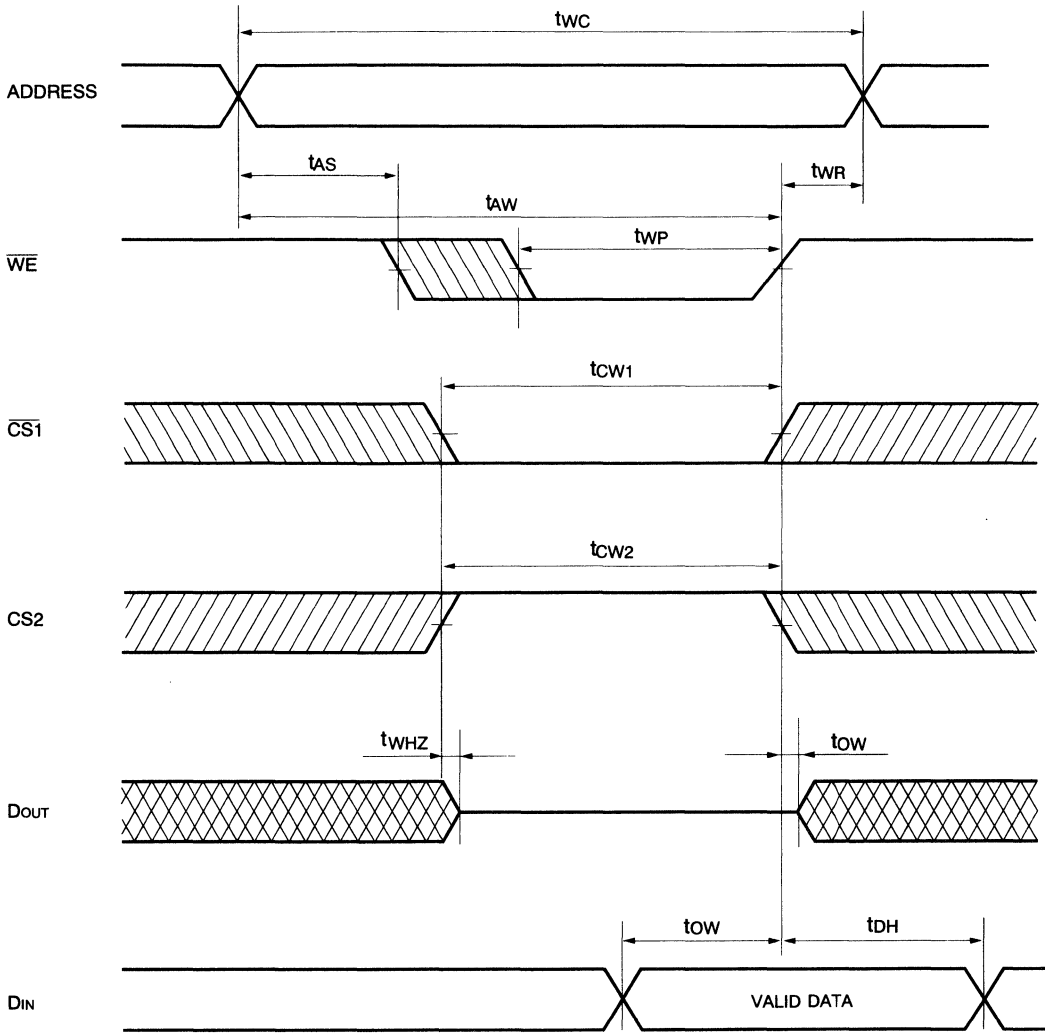 tWC
ADDRESS
tAS
tWR
tAW
WE
tWP
tCW1
CS1
tCW2
CS2
tWHZ
tOW
DOUT
tOW
tDH
DIN
VALID DATA